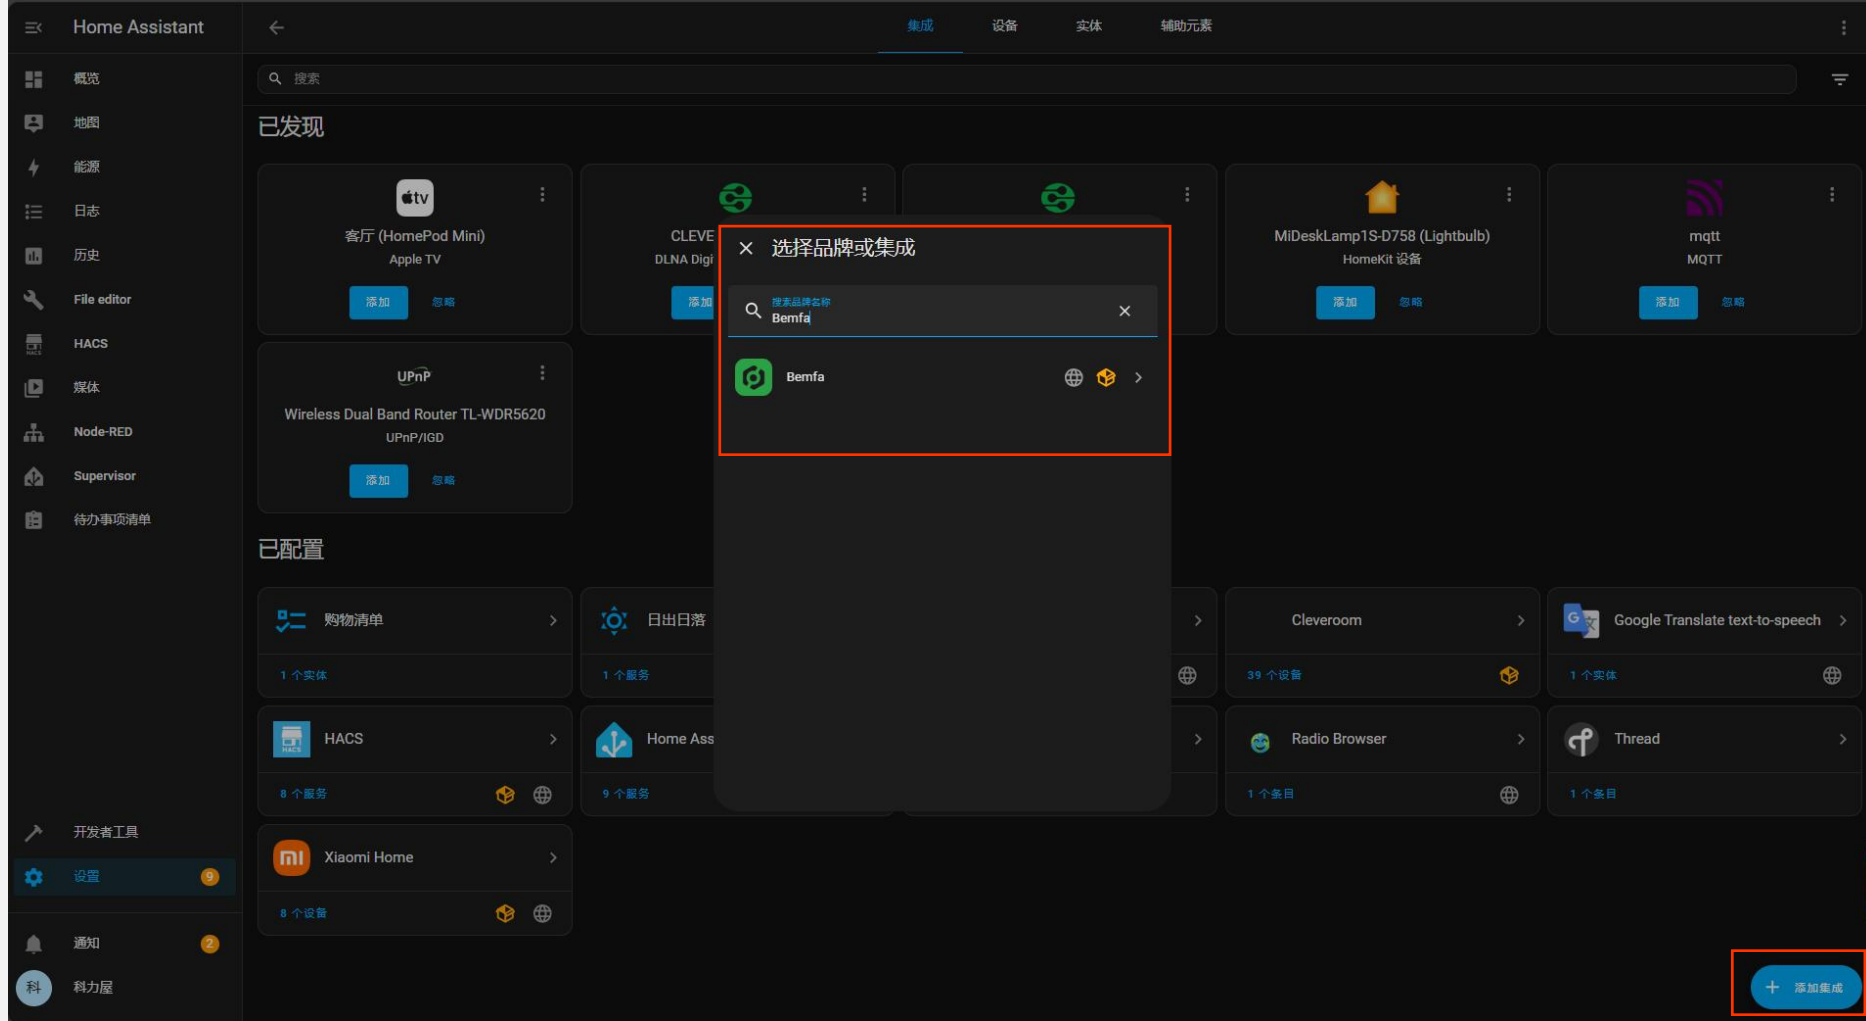 Home Assistant
集成
设备
实体
辅助元素
概览
搜索
地图
已发现
能源
日志
历史
File editor
HACS
媒体
Node-RED
Supervisor
待办事项清单
tv
客厅 (HomePod Mini)
Apple TV
添加
忽略
CLEVE
DLNA Digi
添加
MiDeskLamp1S-D758 (Lightbulb)
HomeKit 设备
添加
忽略
mqtt
MQTT
添加
忽略
选择品牌或集成
搜索品牌名称
Bemfa
Bemfa
UPnP
Wireless Dual Band Router TL-WDR5620
UPnP/IGD
添加
忽略
已配置
购物清单
1 个实体
日出日落
1 个服务
Cleveroom
39 个设备
Google Translate text-to-speech
1 个实体
HACS
HACS
8 个服务
Home Ass
9 个服务
Radio Browser
1 个条目
Thread
1 个条目
Xiaomi Home
8 个设备
开发者工具
设置
9
通知
2
科
科力屋
添加集成